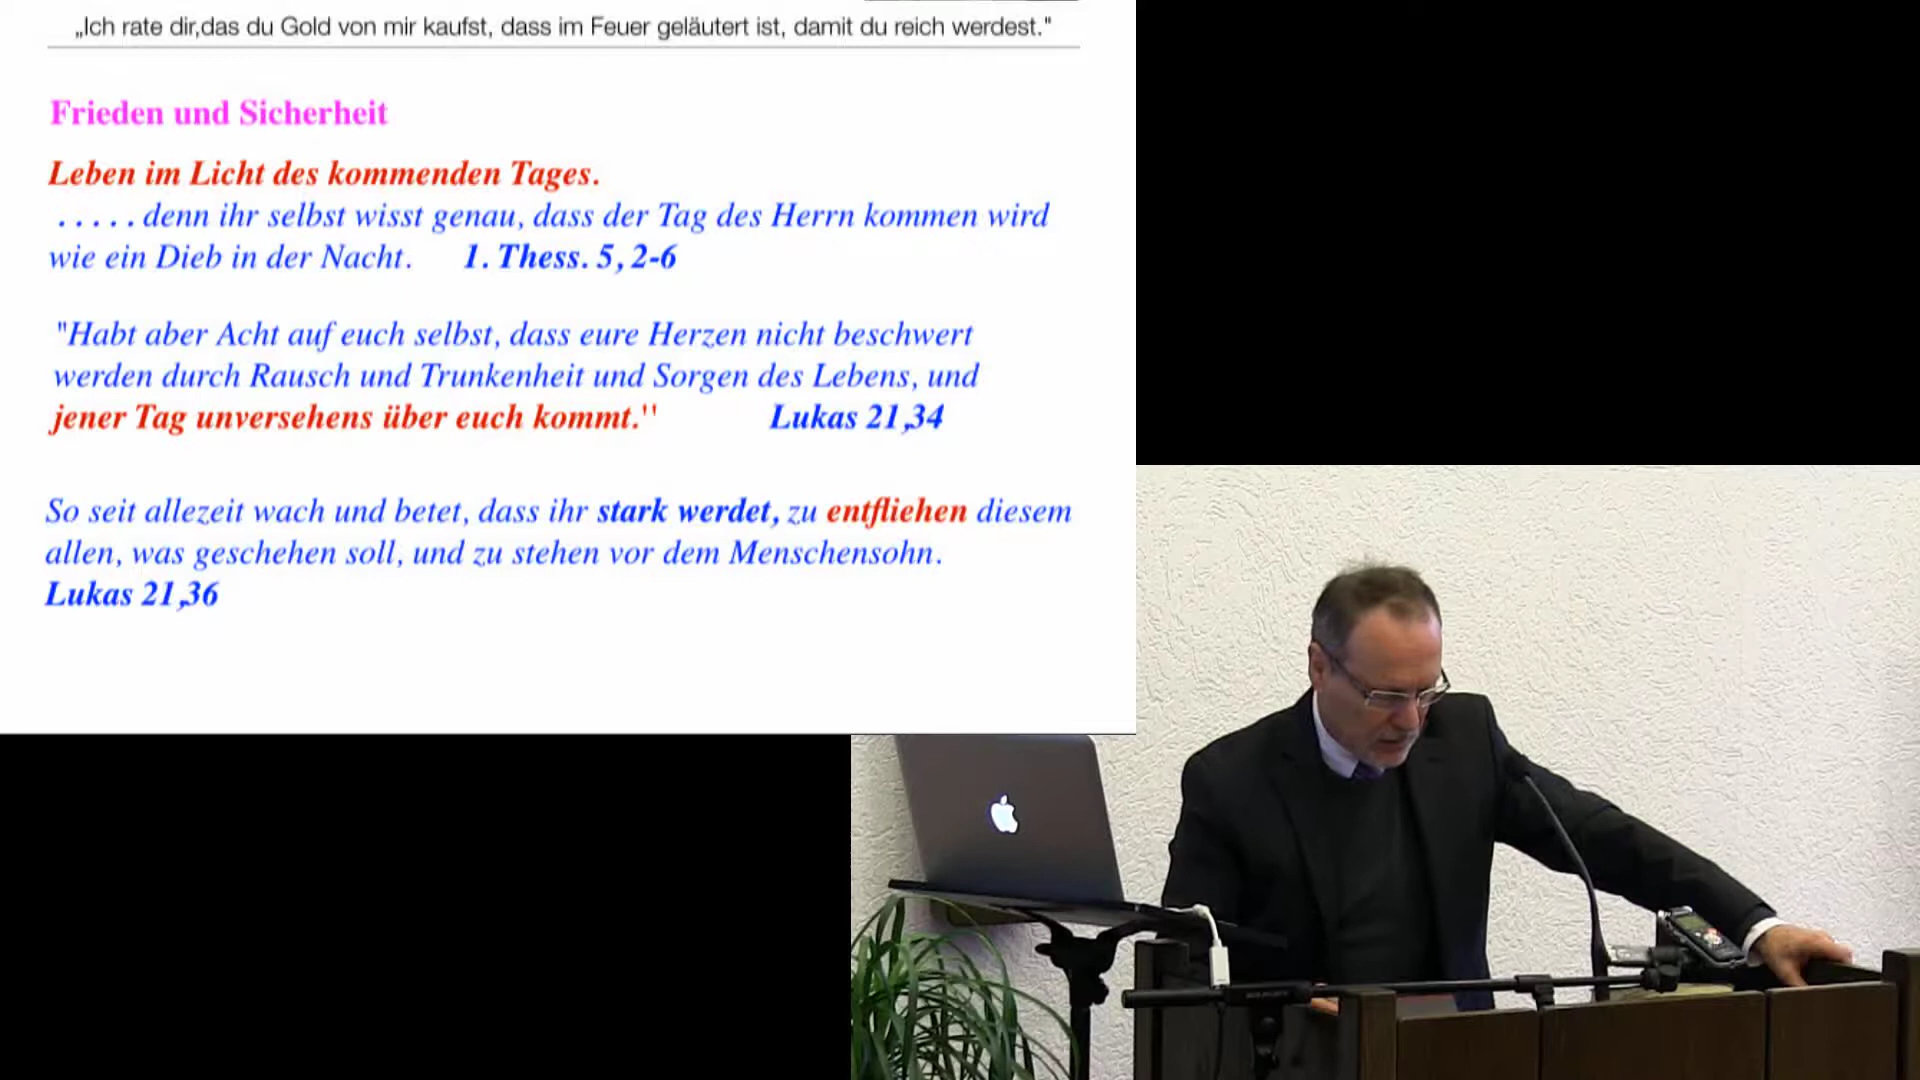 „Ich rate dir,das du Gold von mir kaufst, dass im Feuer geläutert ist, damit du reich werdest."
Frieden und Sicherheit
Leben im Licht des kommenden Tages.
. . . . . denn ihr selbst wisst genau, dass der Tag des Herrn kommen wird
wie ein Dieb in der Nacht. 1. Thess. 5, 2-6
"Habt aber Acht auf euch selbst, dass eure Herzen nicht beschwert
werden durch Rausch und Trunkenheit und Sorgen des Lebens, und
jener Tag unversehens über euch kommt." Lukas 21,34
So seit allezeit wach und betet, dass ihr stark werdet, zu entfliehen diesem
allen, was geschehen soll, und zu stehen vor dem Menschensohn.
Lukas 21,36